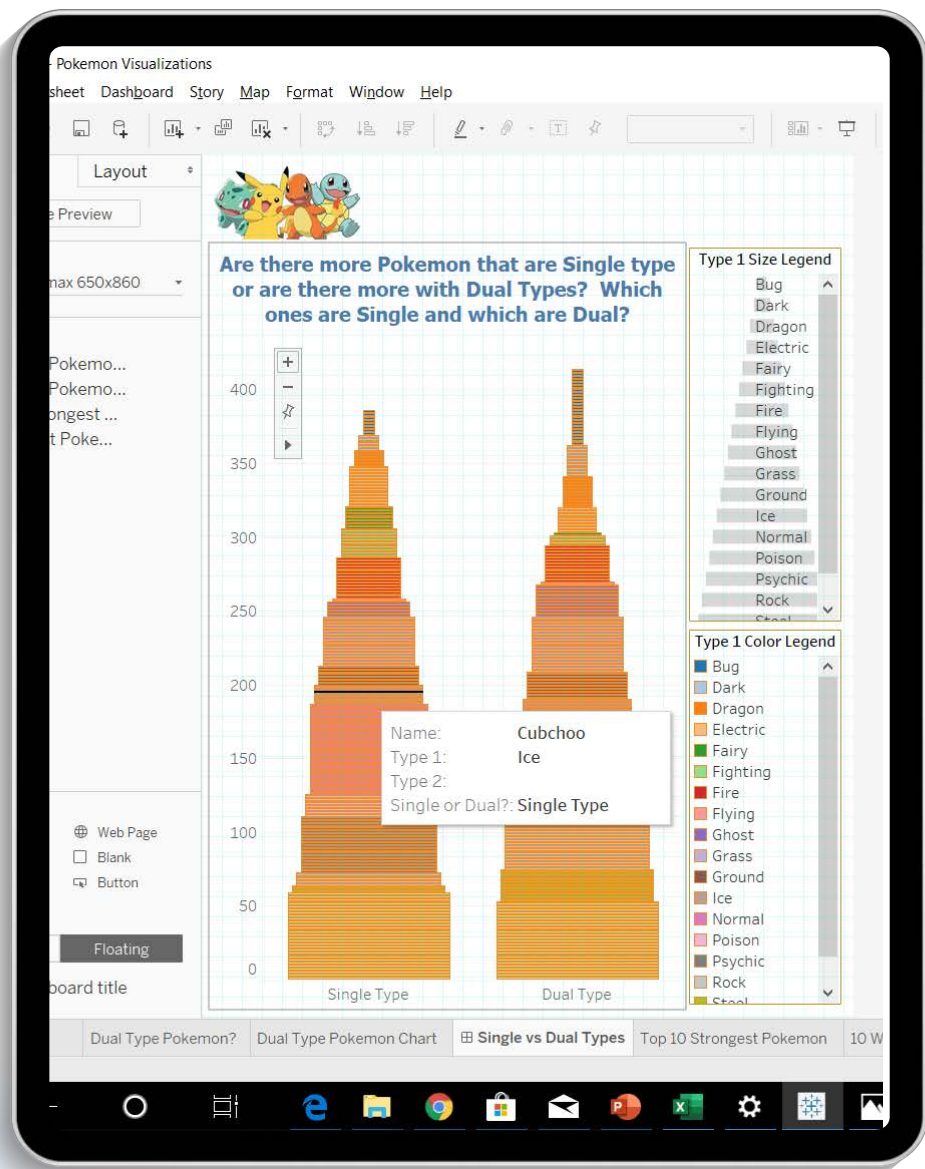 - Pokemon Visualizations
sheet Dashboard Story Map Format Window Help
Layout
e Preview
max 650x860
Pokemo...
Pokemo...
ongest ...
t Poke...
Web Page
Blank
Button
Floating
board title
Are there more Pokemon that are Single type
or are there more with Dual Types? Which
ones are Single and which are Dual?
400
350
300
250
200
150
100
50
0
Single Type
Dual Type
Name: Cubchoo
Type 1: Ice
Type 2:
Single or Dual?: Single Type
Type 1 Size Legend
Bug
Dark
Dragon
Electric
Fairy
Fighting
Fire
Flying
Ghost
Grass
Ground
Ice
Normal
Poison
Psychic
Rock
Steel
Type 1 Color Legend
Bug
Dark
Dragon
Electric
Fairy
Fighting
Fire
Flying
Ghost
Grass
Ground
Ice
Normal
Poison
Psychic
Rock
Steel
Dual Type Pokemon?
Dual Type Pokemon Chart
Single vs Dual Types
Top 10 Strongest Pokemon
10 W